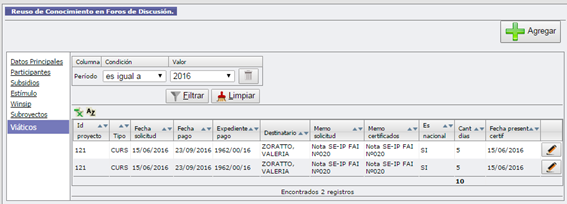 Reuso de Conocimiento en Foros de Discusión.
Agregar
Datos Principales
Participantes
Subsidios
Estímulo
Winsip
Subroyectos
Viáticos
Columna Condición Valor
Período es igual a 2016
Filtrar Limpiar
Id proyecto Tipo Fecha solicitud Fecha pago Expediente pago Destinatario Memo solicitud Memo certificados Es nacional Cant dias Fecha present certif
121 CURS 15/06/2016 23/09/2016 1962/00/16 ZORATTO, VALERIA Nota SE-IP FAI Nº020 Nota SE-IP FAI Nº020 SI 5 15/06/2016
121 CURS 15/06/2016 23/09/2016 1962/00/16 ZORATTO, VALERIA Nota SE-IP FAI Nº020 Nota SE-IP FAI Nº020 SI 5 15/06/2016
10
Encontrados 2 registros